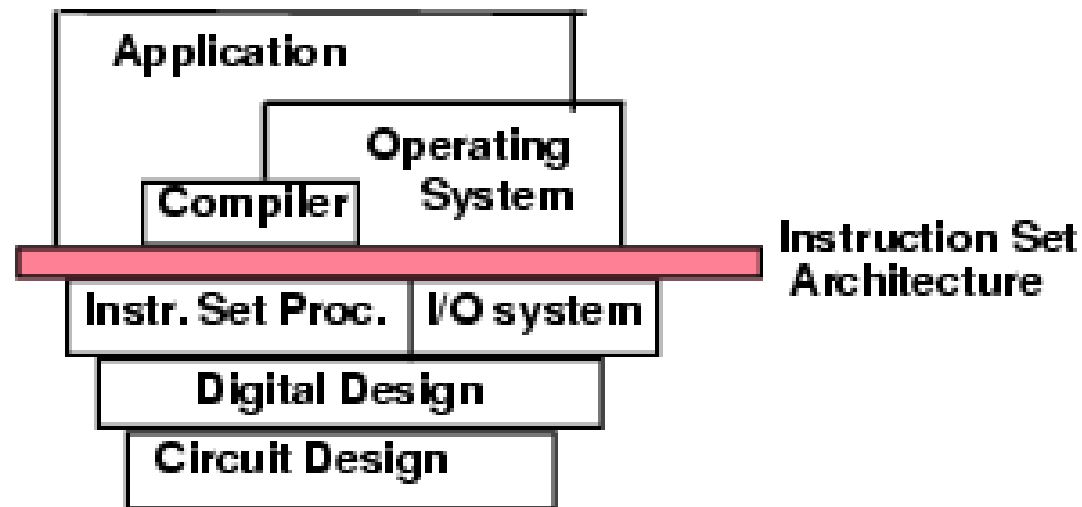 Application
Operating
System
Compiler
Instruction Set
Architecture
Instr. Set Proc.
I/O system
Digital Design
Circuit Design